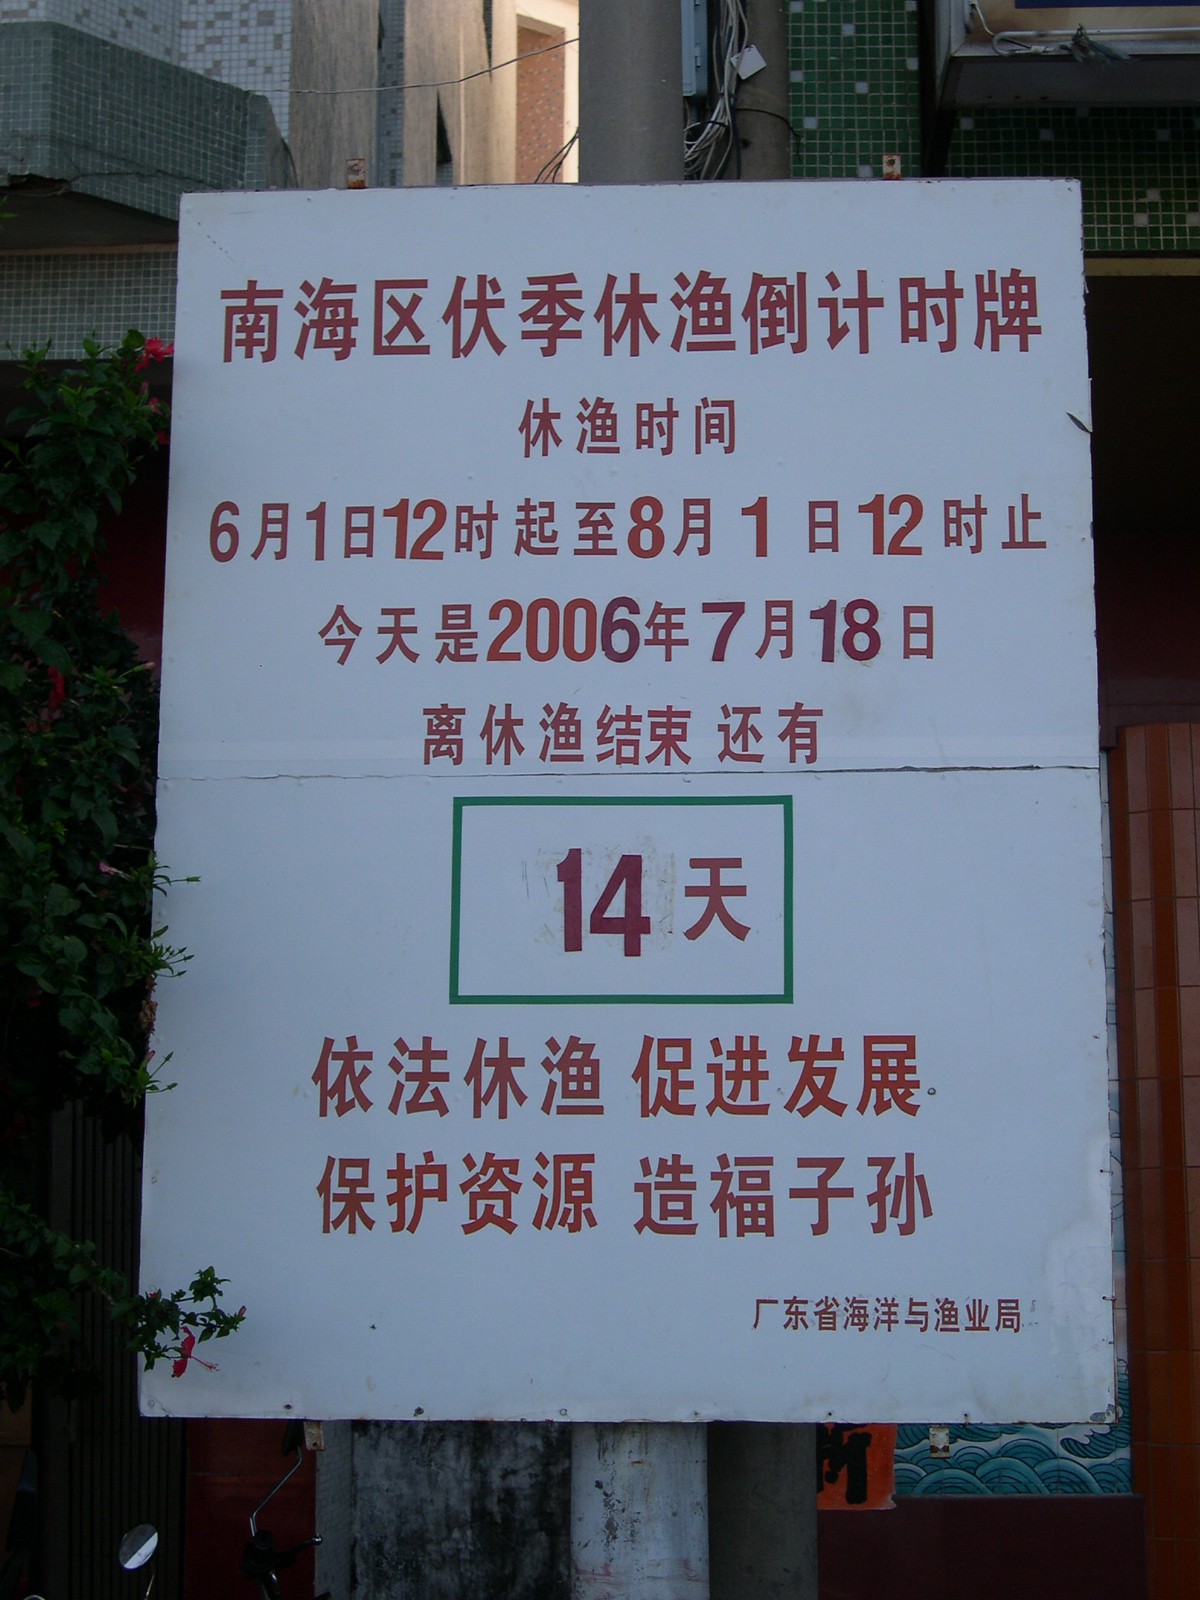 南海区伏季休渔倒计时牌
休渔时间
6月1日12时起至8月1日12时止
今天是2006年7月18日
离休渔结束 还有
14天
依法休渔 促进发展
保护资源 造福子孙
广东省海洋与渔业局